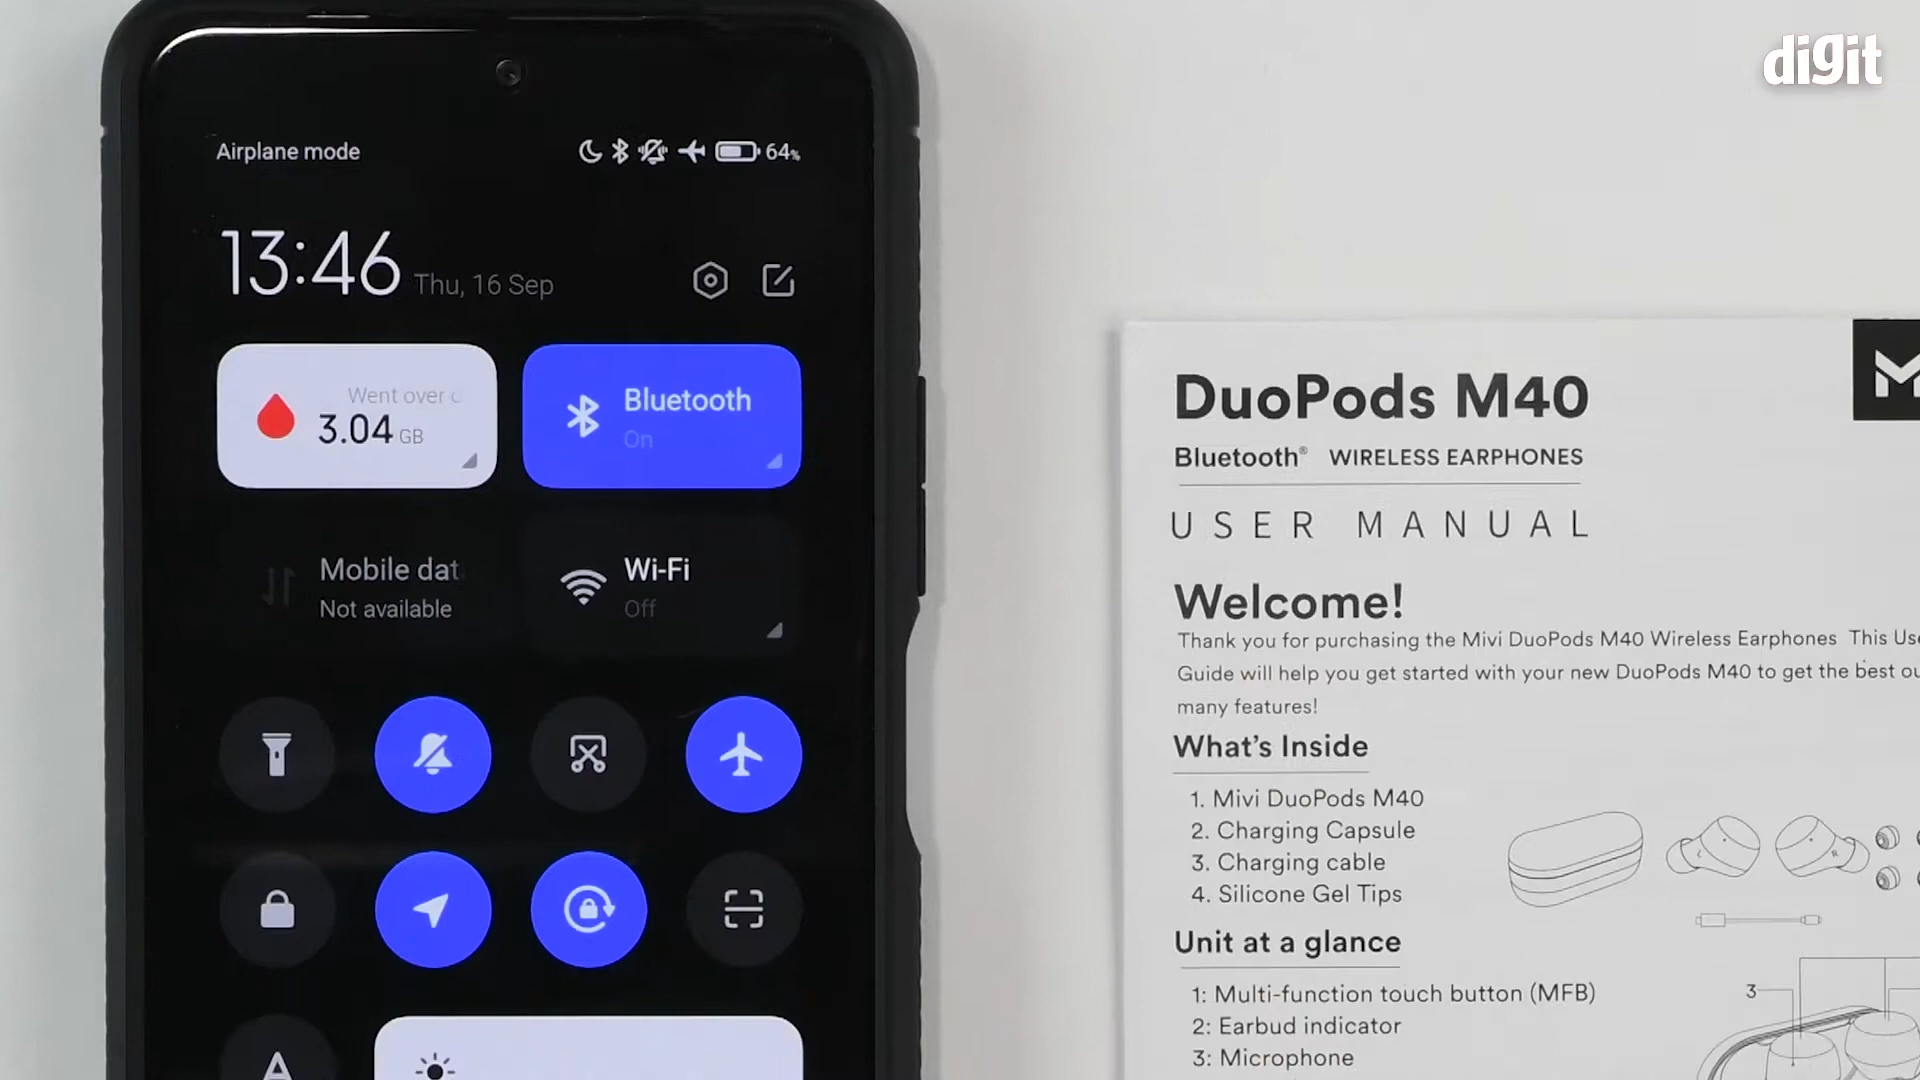 digit
Airplane mode
64%
13:46 Thu, 16 Sep
Went over
3.04 GB
Bluetooth
On
Mobile dat
Not available
Wi-Fi
Off
A
DuoPods M40
Bluetooth® WIRELESS EARPHONES
USER MANUAL
Welcome!
Thank you for purchasing the Mivi DuoPods M40 Wireless Earphones This Use
Guide will help you get started with your new DuoPods M40 to get the best ou
many features!
What's Inside
1. Mivi DuoPods M40
2. Charging Capsule
3. Charging cable
4. Silicone Gel Tips
L
R
Unit at a glance
1: Multi-function touch button (MFB)
2: Earbud indicator
3: Microphone
3